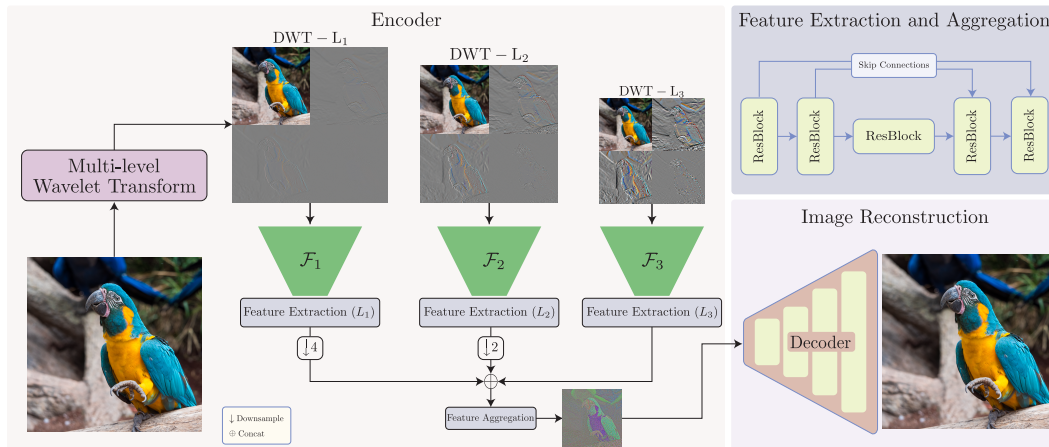 Encoder
DWT − L₁
DWT − L₂
DWT − L₃
Multi-level
Wavelet Transform
F₁
F₂
F₃
Feature Extraction (L₁)
Feature Extraction (L₂)
Feature Extraction (L₃)
↓4
↓2
Feature Aggregation
↓ Downsample
⊕ Concat
Feature Extraction and Aggregation
Skip Connections
ResBlock
ResBlock
ResBlock
ResBlock
ResBlock
Image Reconstruction
Decoder